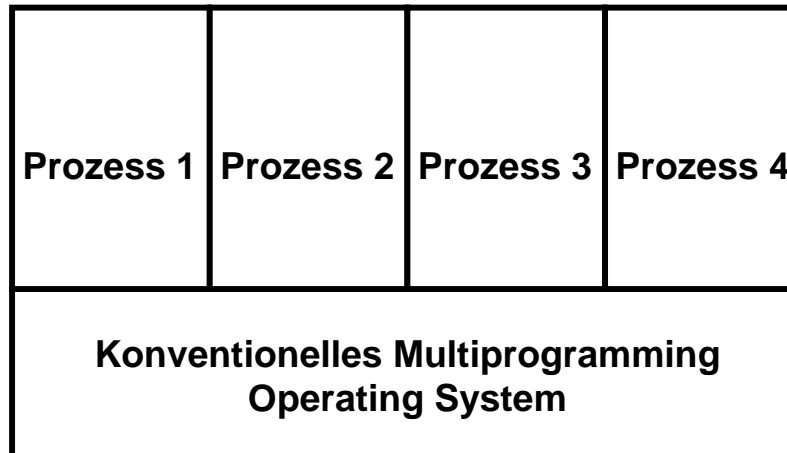 Prozess 1 Prozess 2 Prozess 3 Prozess 4
Konventionelles Multiprogramming
Operating System